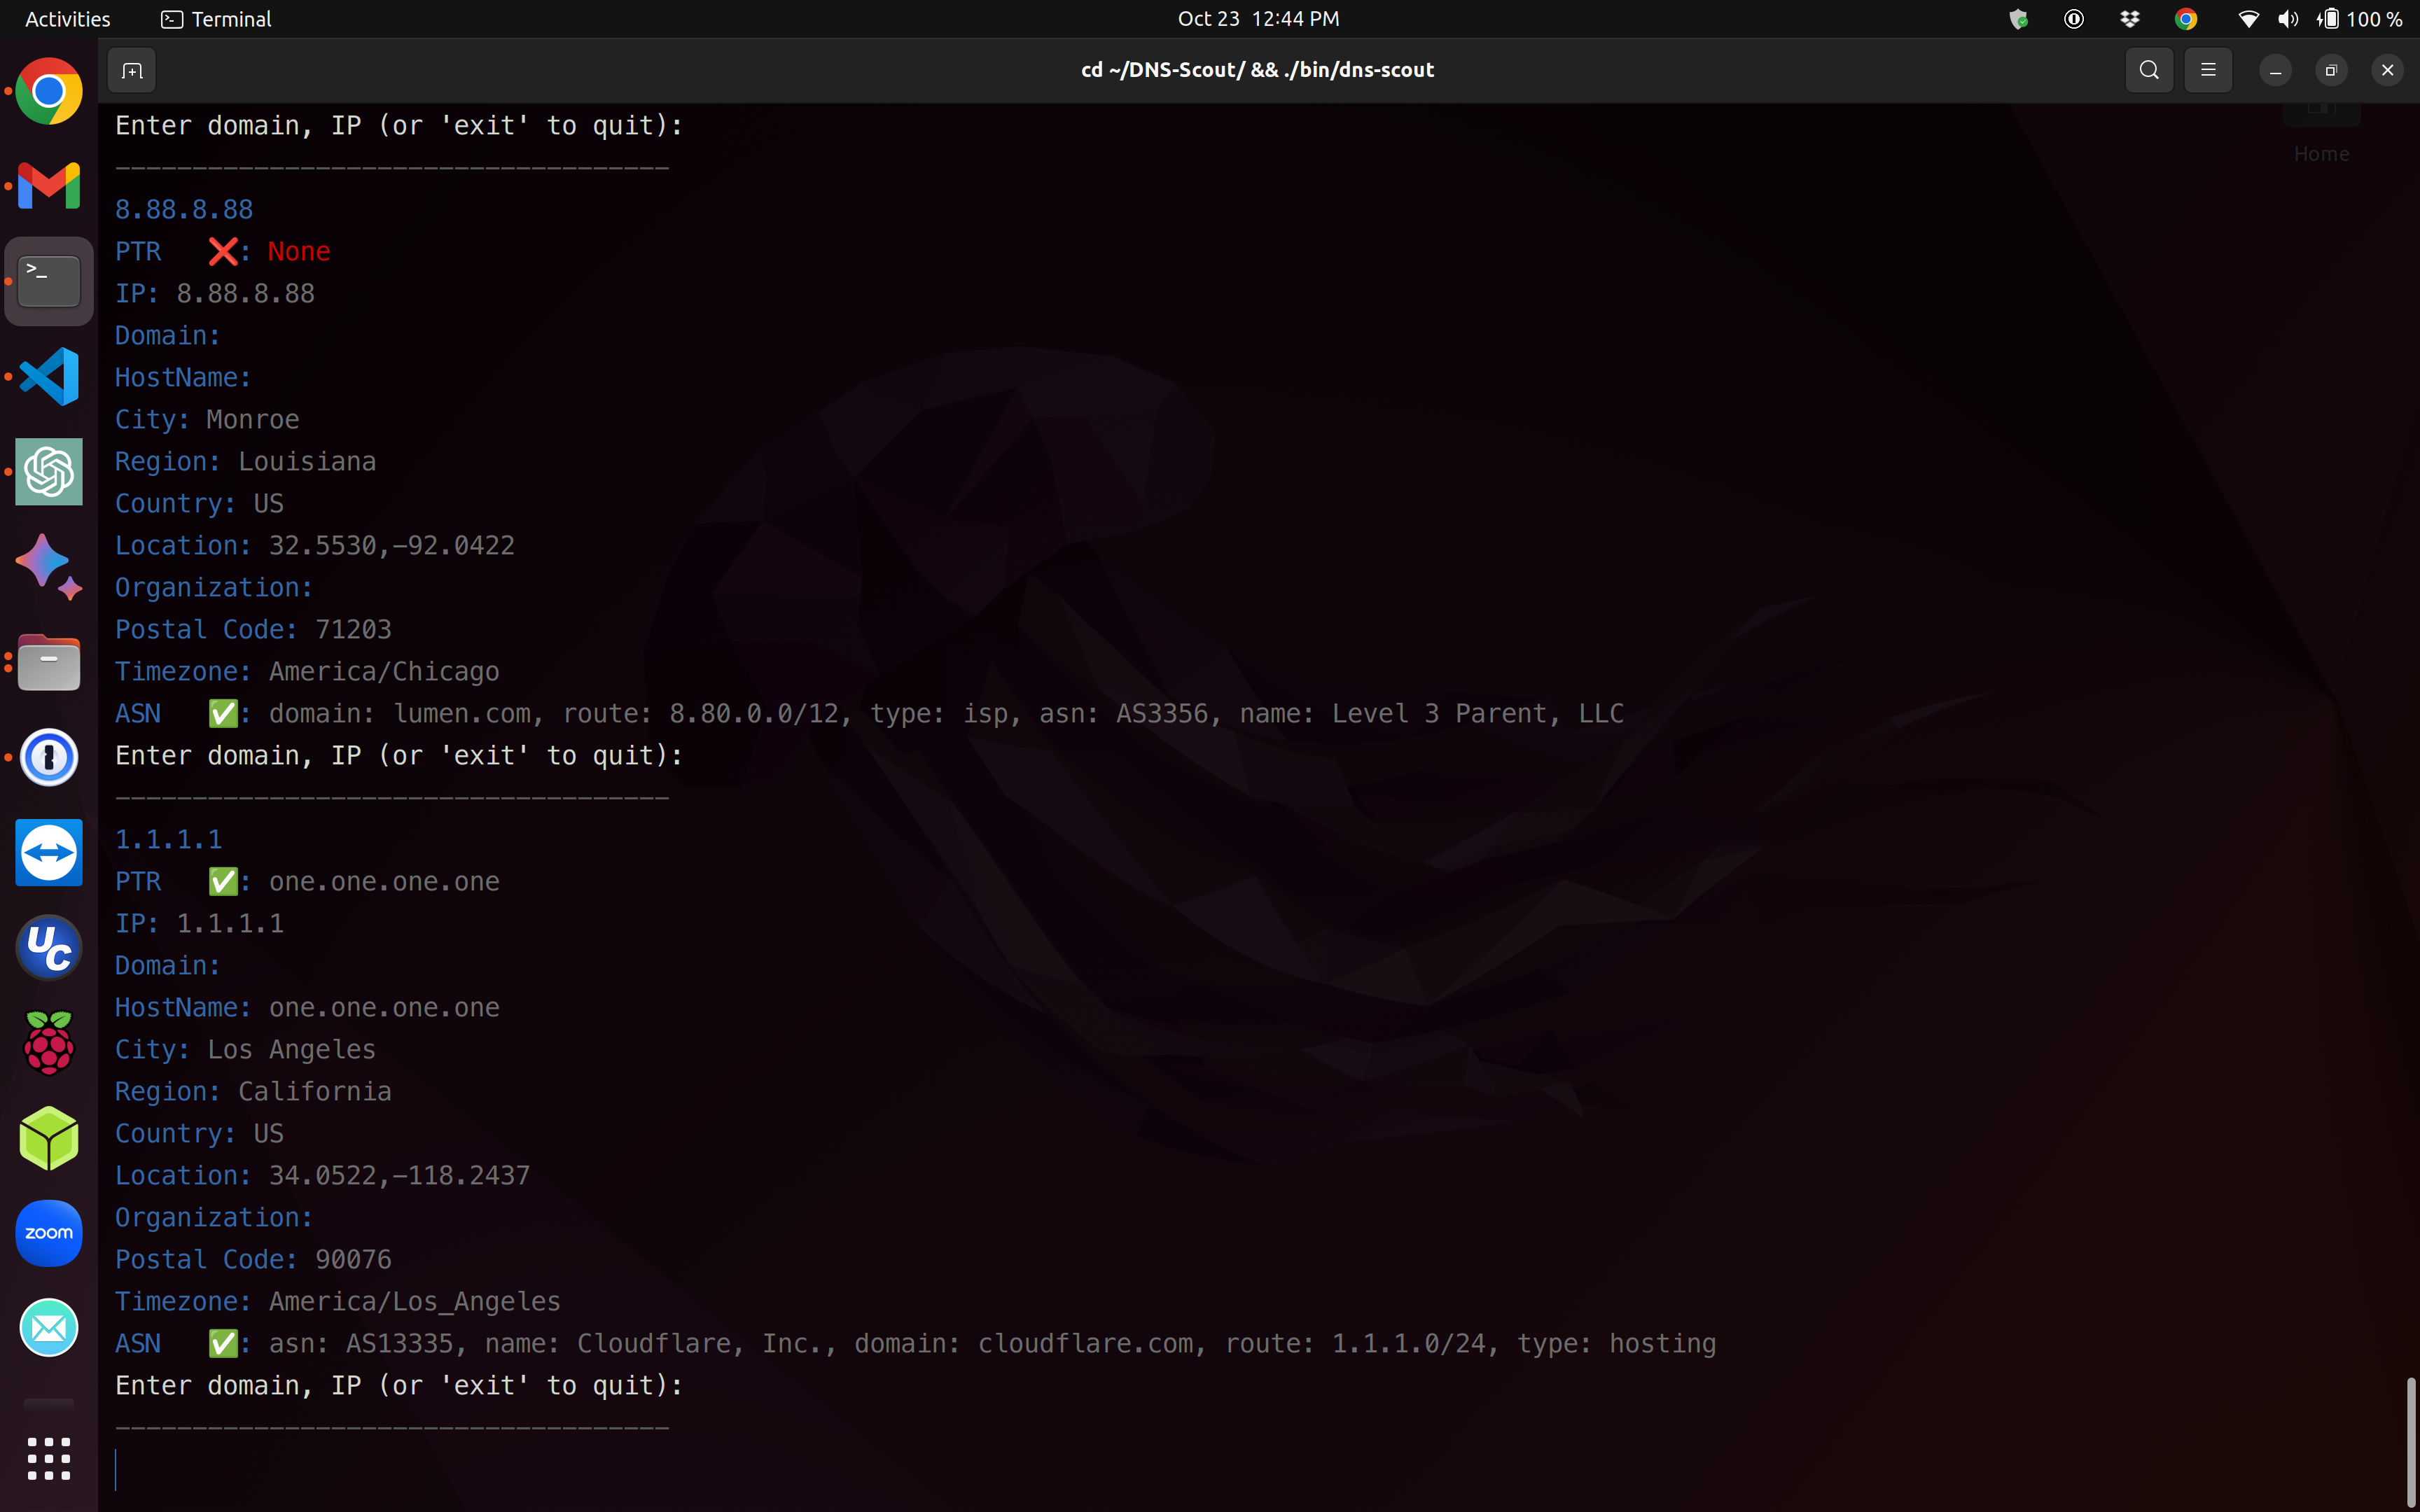 Activities Terminal Oct 23 12:44 PM 100 %
cd ~/DNS-Scout/ && ./bin/dns-scout
Home
Enter domain, IP (or 'exit' to quit):
------------------------------------
8.88.8.88
PTR ❌: None
IP: 8.88.8.88
Domain:
HostName:
City: Monroe
Region: Louisiana
Country: US
Location: 32.5530,-92.0422
Organization:
Postal Code: 71203
Timezone: America/Chicago
ASN ✅: domain: lumen.com, route: 8.80.0.0/12, type: isp, asn: AS3356, name: Level 3 Parent, LLC
Enter domain, IP (or 'exit' to quit):
------------------------------------
1.1.1.1
PTR ✅: one.one.one.one
IP: 1.1.1.1
Domain:
HostName: one.one.one.one
City: Los Angeles
Region: California
Country: US
Location: 34.0522,-118.2437
Organization:
Postal Code: 90076
Timezone: America/Los_Angeles
ASN ✅: asn: AS13335, name: Cloudflare, Inc., domain: cloudflare.com, route: 1.1.1.0/24, type: hosting
Enter domain, IP (or 'exit' to quit):
------------------------------------
>_
UC
zoom